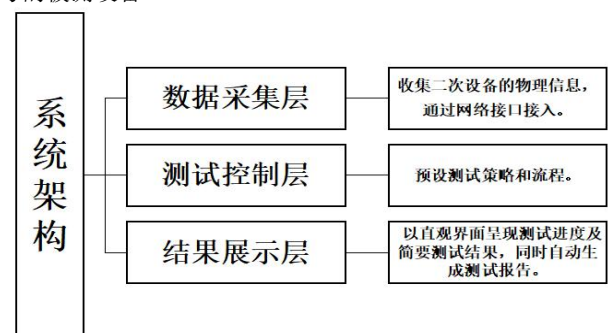 系统架构
数据采集层
收集二次设备的物理信息，
通过网络接口接入。
测试控制层
预设测试策略和流程。
结果展示层
以直观界面呈现测试进度及
简要测试结果，同时自动生
成测试报告。